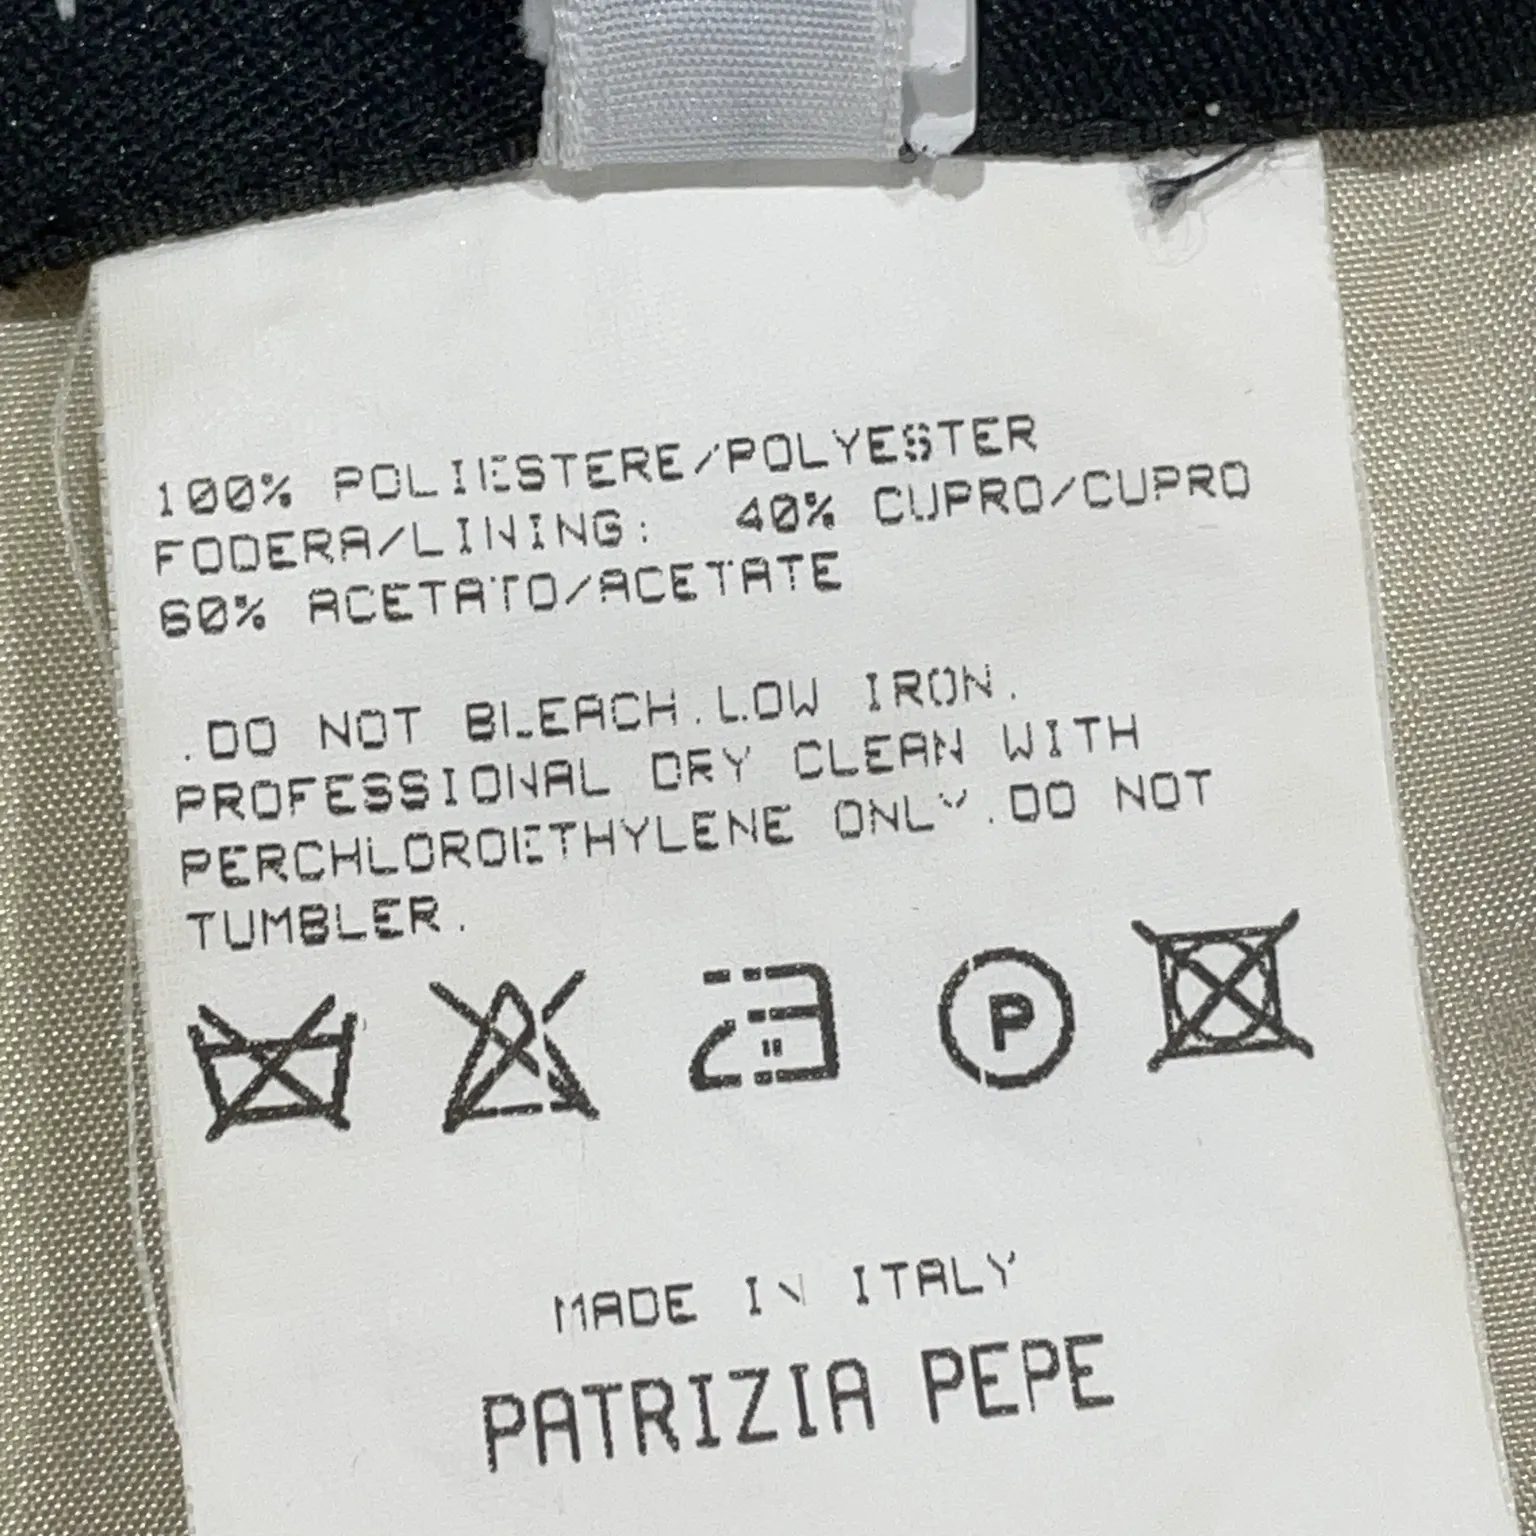 100% POLIESTERE/POLYESTER
FODERA/LINING: 40% CUPRO/CUPRO
60% ACETATO/ACETATE
.DO NOT BLEACH.LOW IRON.
PROFESSIONAL DRY CLEAN WITH
PERCHLOROETHYLENE ONLY.DO NOT
TUMBLER.
P
MADE IN ITALY
PATRIZIA PEPE